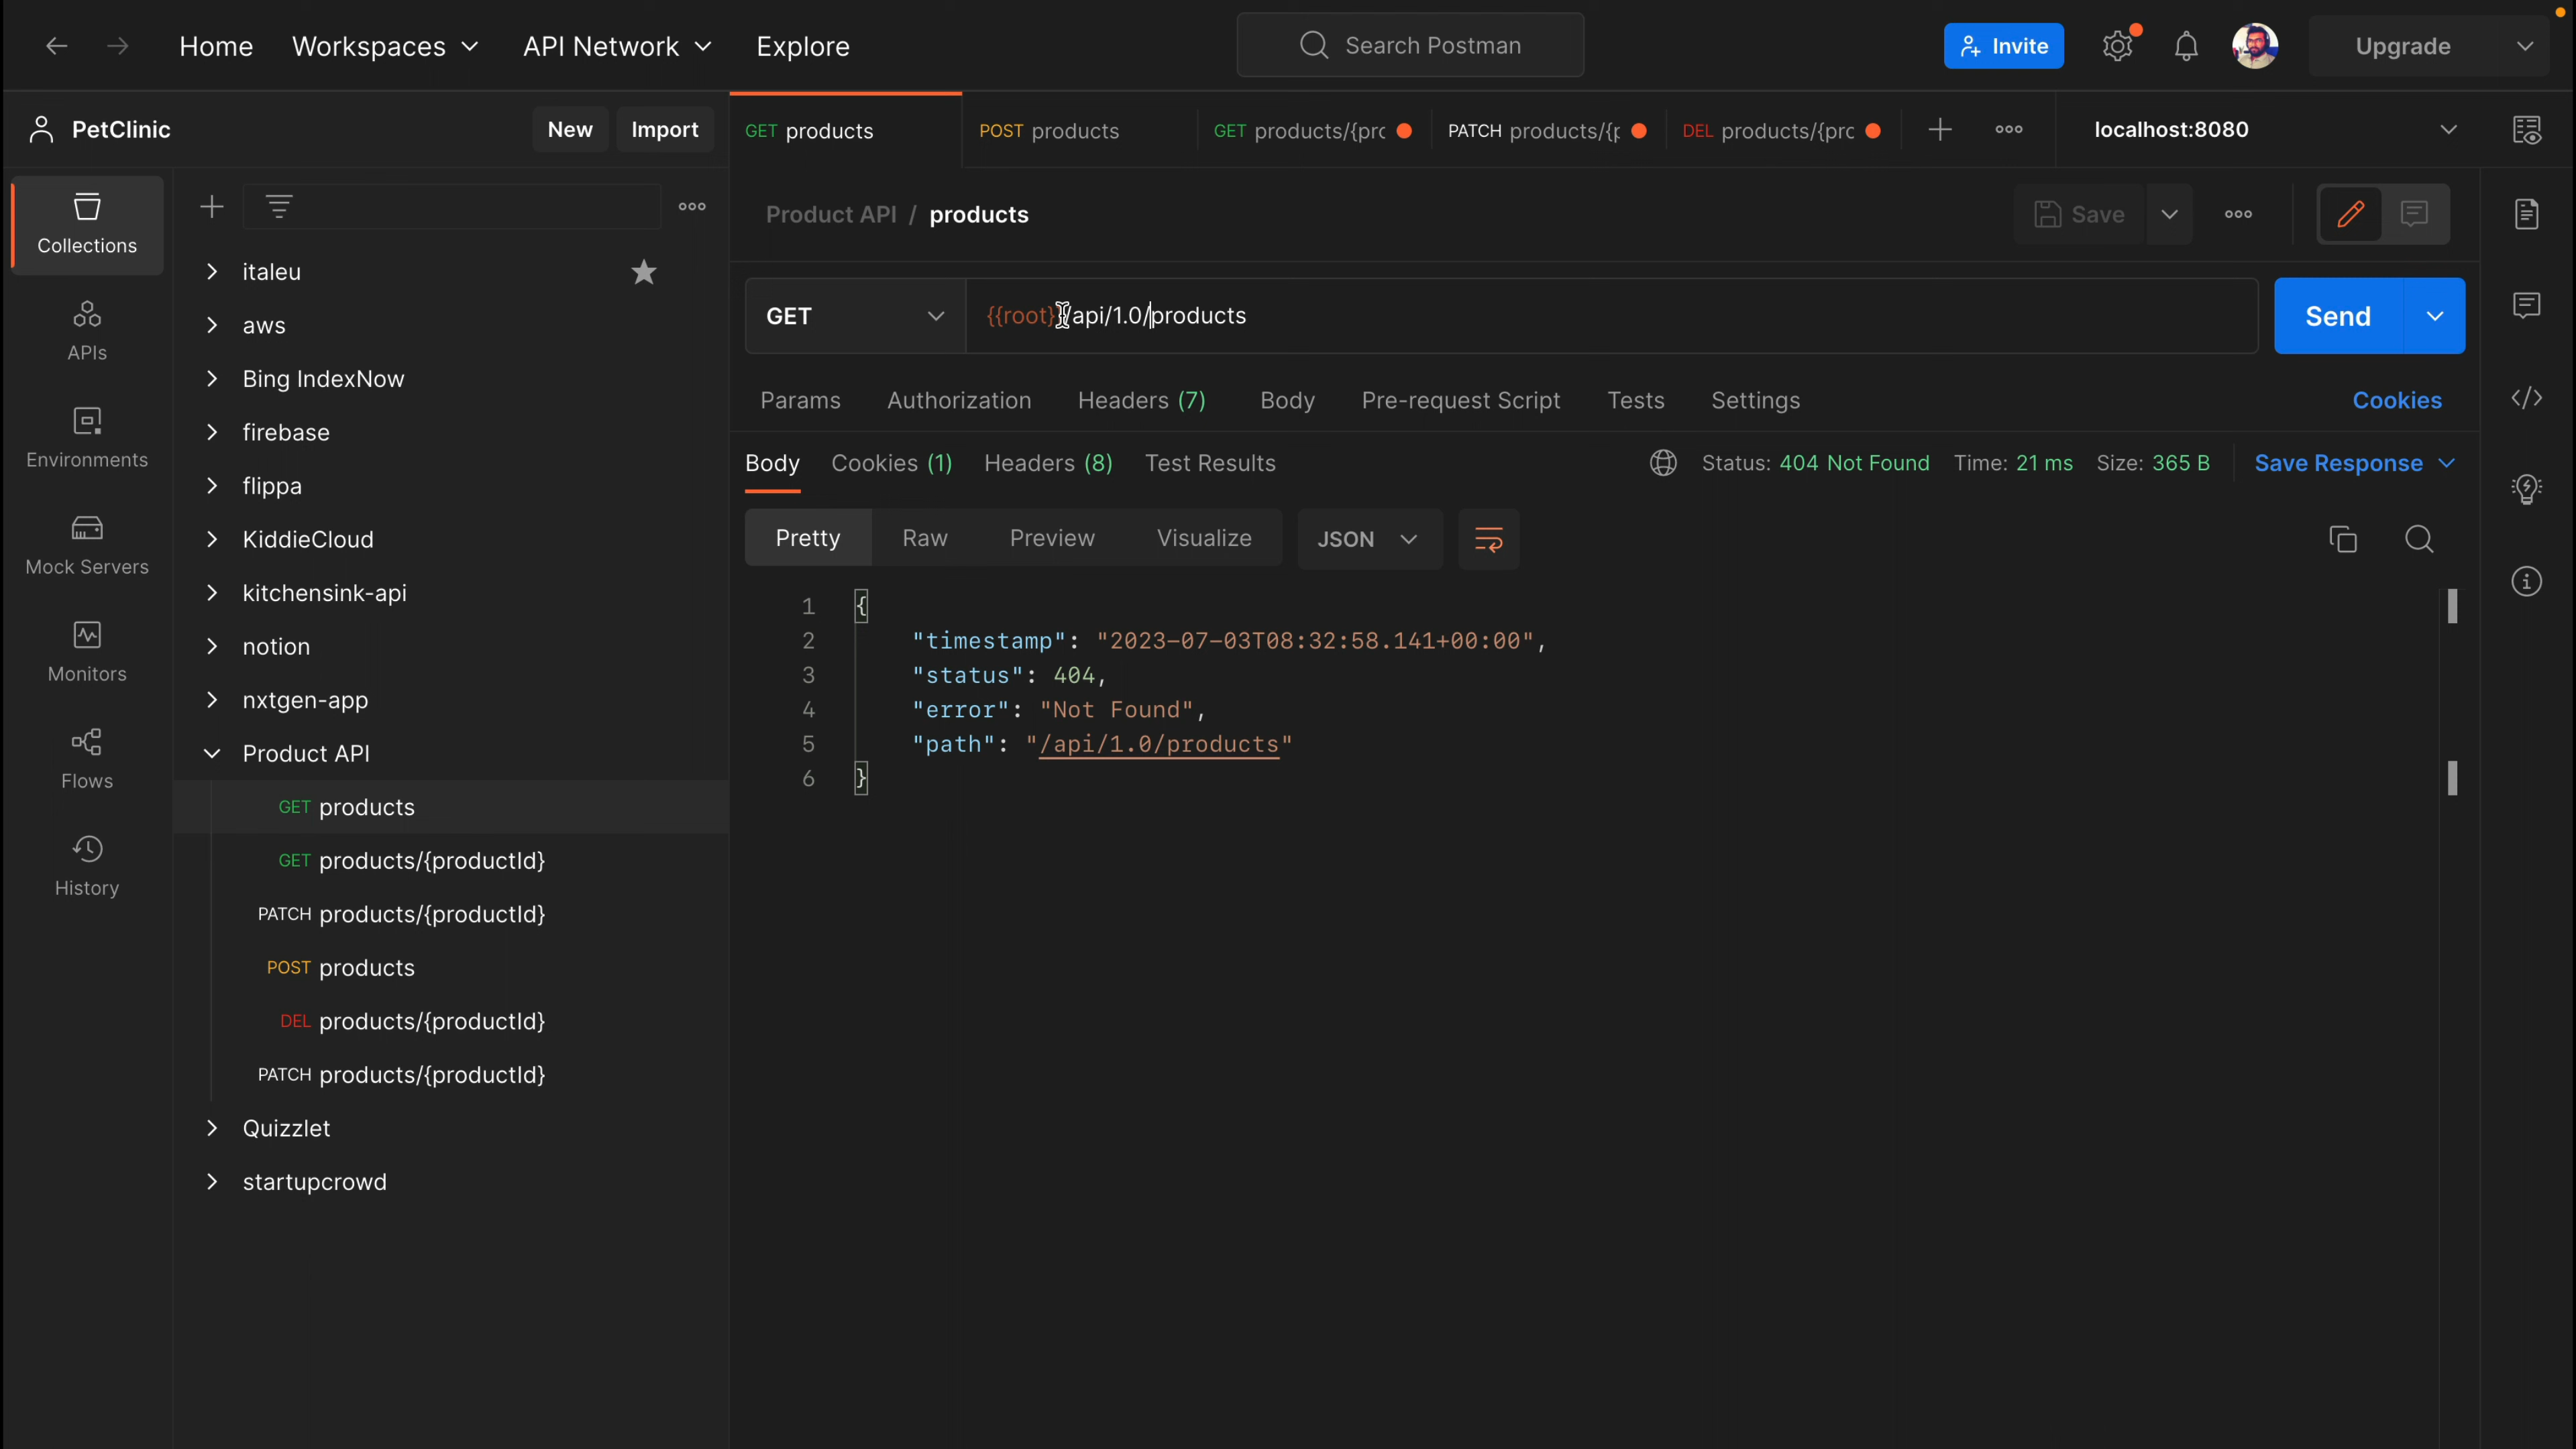 Home Workspaces API Network Explore Search Postman Invite Upgrade
PetClinic New Import
GET products POST products GET products/{prc PATCH products/{p DEL products/{prc localhost:8080
Collections
APIs
Environments
Mock Servers
Monitors
Flows
History
italeu
aws
Bing IndexNow
firebase
flippa
KiddieCloud
kitchensink-api
notion
nxtgen-app
Product API
GET products
GET products/{productId}
PATCH products/{productId}
POST products
DEL products/{productId}
PATCH products/{productId}
Quizzlet
startupcrowd
Product API / products Save
GET {{root}}/api/1.0/products Send
Params Authorization Headers (7) Body Pre-request Script Tests Settings Cookies
Body Cookies (1) Headers (8) Test Results Status: 404 Not Found Time: 21 ms Size: 365 B Save Response
Pretty Raw Preview Visualize JSON
1 {
2 "timestamp": "2023-07-03T08:32:58.141+00:00",
3 "status": 404,
4 "error": "Not Found",
5 "path": "/api/1.0/products"
6 }